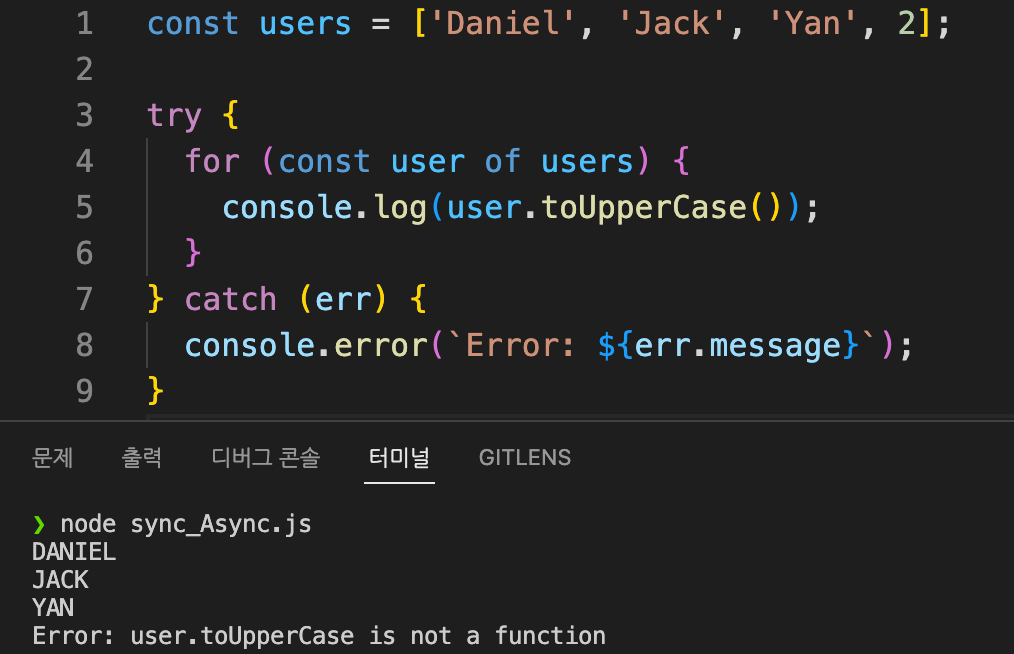 1 const users = ['Daniel', 'Jack', 'Yan', 2];
2
3 try {
4 for (const user of users) {
5 console.log(user.toUpperCase());
6 }
7 } catch (err) {
8 console.error(`Error: ${err.message}`);
9 }
문제 출력 디버그 콘솔 터미널 GITLENS
❯ node sync_Async.js
DANIEL
JACK
YAN
Error: user.toUpperCase is not a function